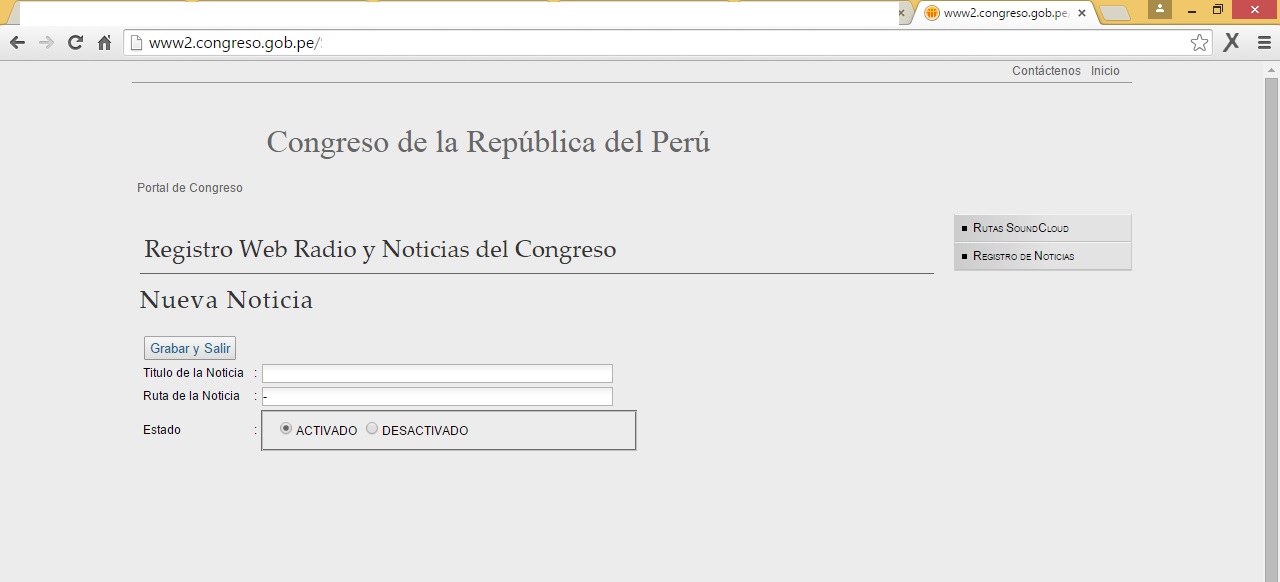 www2.congreso.gob.pe
www2.congreso.gob.pe/
Contáctenos Inicio
Congreso de la República del Perú
Portal de Congreso
Rutas SoundCloud
Registro Web Radio y Noticias del Congreso
Registro de Noticias
Nueva Noticia
Grabar y Salir
Titulo de la Noticia :
Ruta de la Noticia : -
Estado : ACTIVADO DESACTIVADO